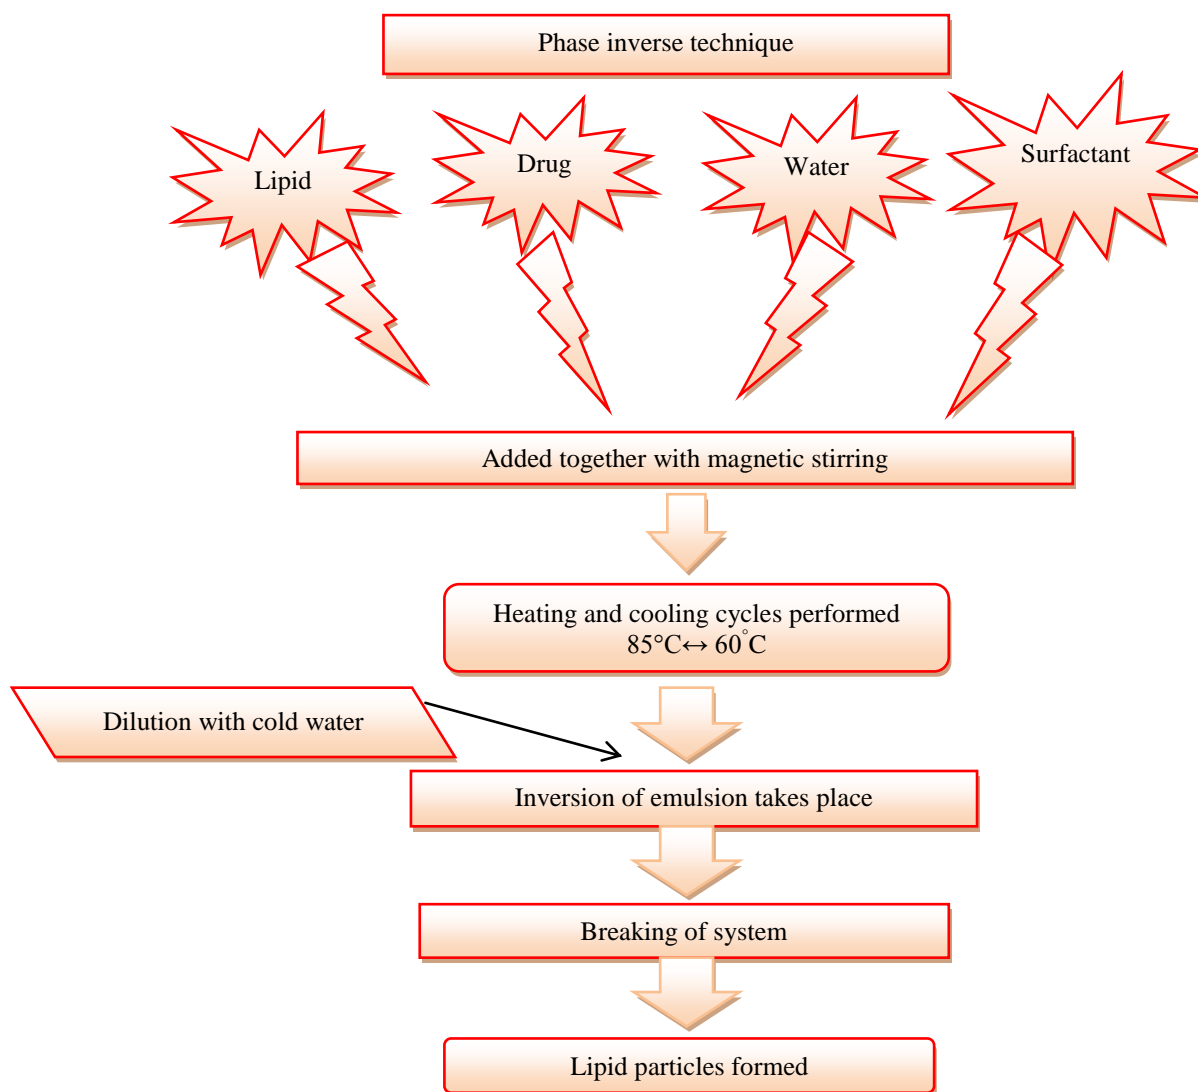 Phase inverse technique
Lipid
Drug
Water
Surfactant
Added together with magnetic stirring
Heating and cooling cycles performed
85°C↔ 60°C
Dilution with cold water
Inversion of emulsion takes place
Breaking of system
Lipid particles formed